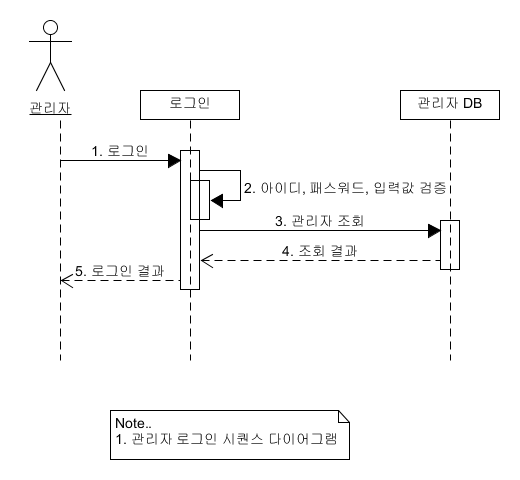 관리자
로그인
관리자 DB
1. 로그인
2. 아이디, 패스워드, 입력값 검증
3. 관리자 조회
4. 조회 결과
5. 로그인 결과
Note..
1. 관리자 로그인 시퀀스 다이어그램